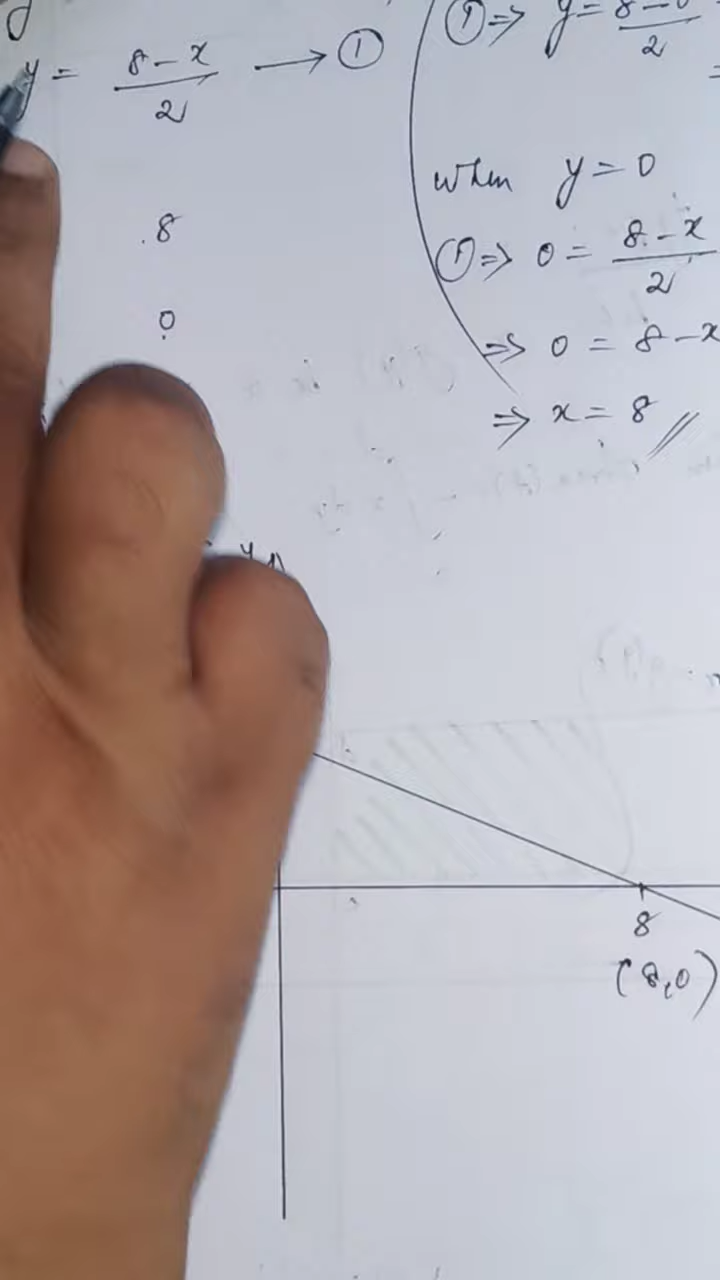 y = 8 - x / 2 → ①
8
0
① ⇒ y = 8 - 0 / 2
=
when y = 0
① ⇒ 0 = 8 - x / 2
⇒ 0 = 8 - x
⇒ x = 8 //
y
8
(8,0)